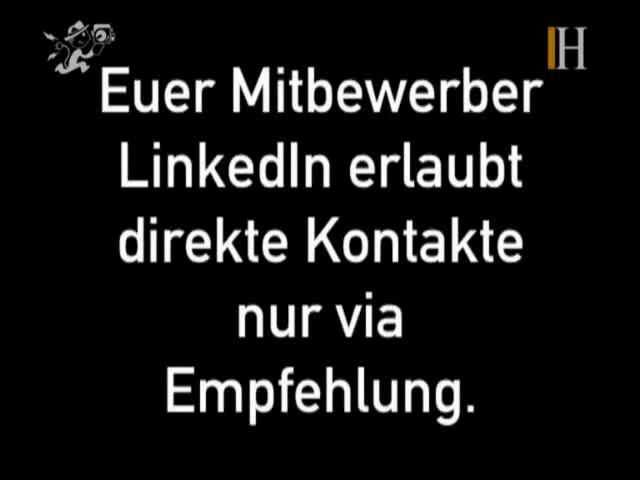 H
Euer Mitbewerber
LinkedIn erlaubt
direkte Kontakte
nur via
Empfehlung.